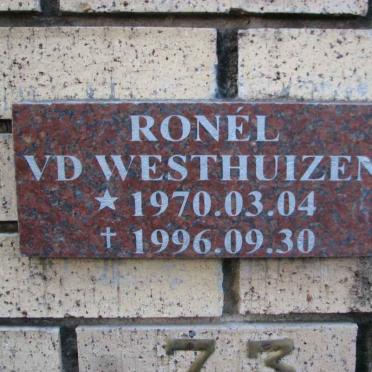 RONÉL
VD WESTHUIZEN
★ 1970.03.04
† 1996.09.30
73